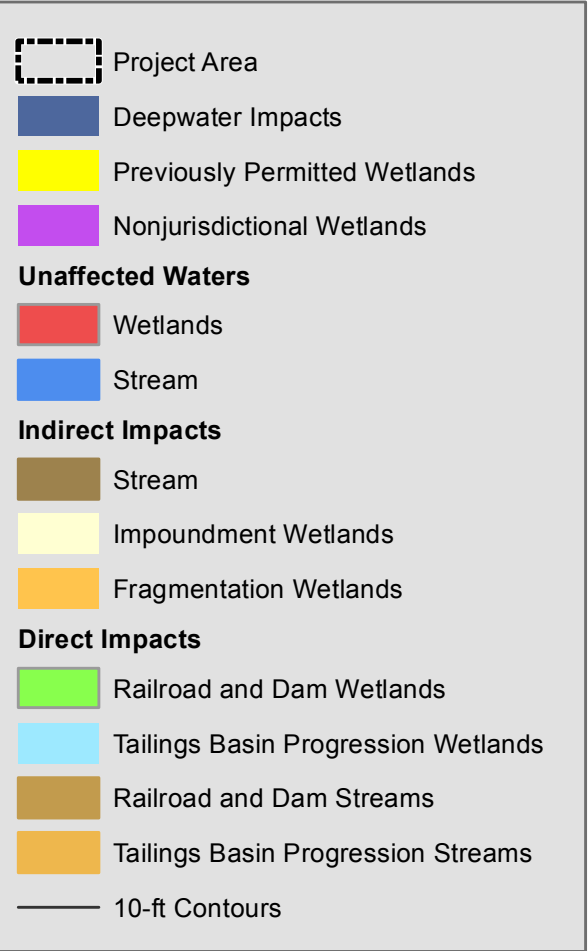 Project Area
Deepwater Impacts
Previously Permitted Wetlands
Nonjurisdictional Wetlands
Unaffected Waters
Wetlands
Stream
Indirect Impacts
Stream
Impoundment Wetlands
Fragmentation Wetlands
Direct Impacts
Railroad and Dam Wetlands
Tailings Basin Progression Wetlands
Railroad and Dam Streams
Tailings Basin Progression Streams
10-ft Contours